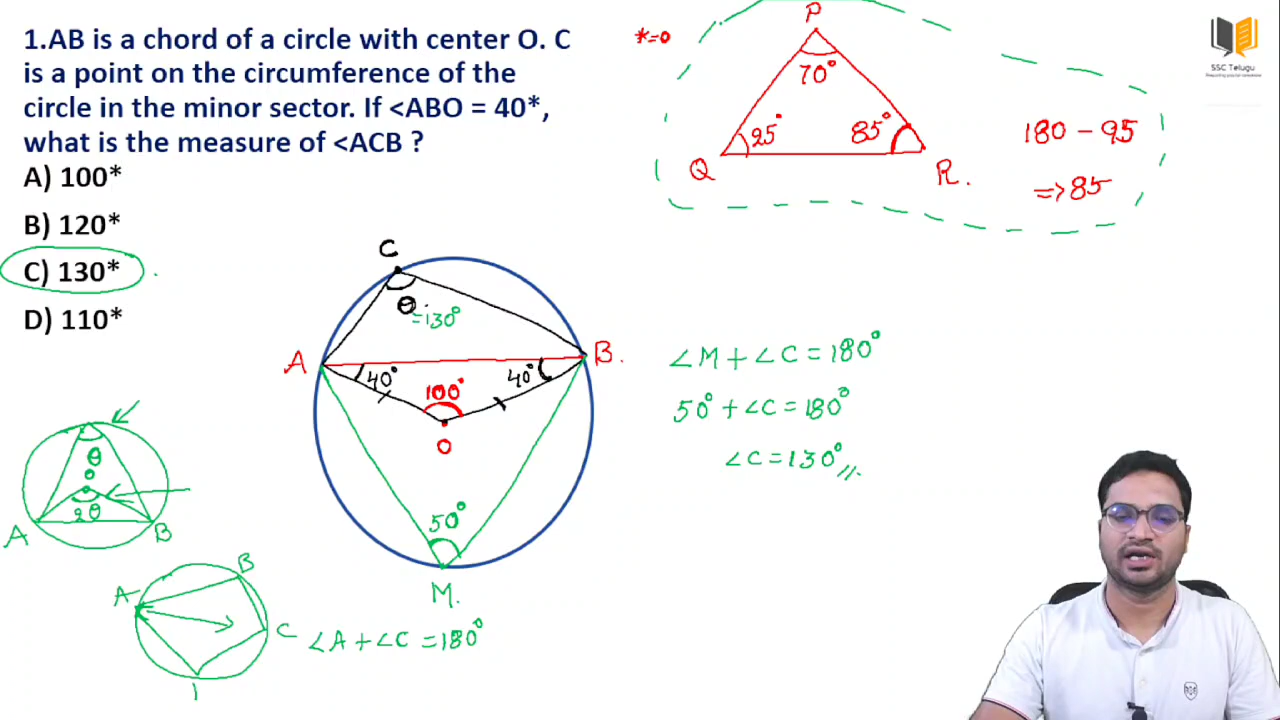 1.AB is a chord of a circle with center O. C
is a point on the circumference of the
circle in the minor sector. If <ABO = 40*,
what is the measure of <ACB ?
A) 100*
B) 120*
C) 130*
D) 110*
*=0
P
70°
25°
85°
Q
R.
180 - 95
=>85
SSC Telugu
C
θ
=130°
A
B.
40°
100°
40°
O
50°
M.
∠M + ∠C = 180°
50° + ∠C = 180°
∠C = 130°//.
θ
O
2θ
A
B
A
B
C
∠A + ∠C = 180°